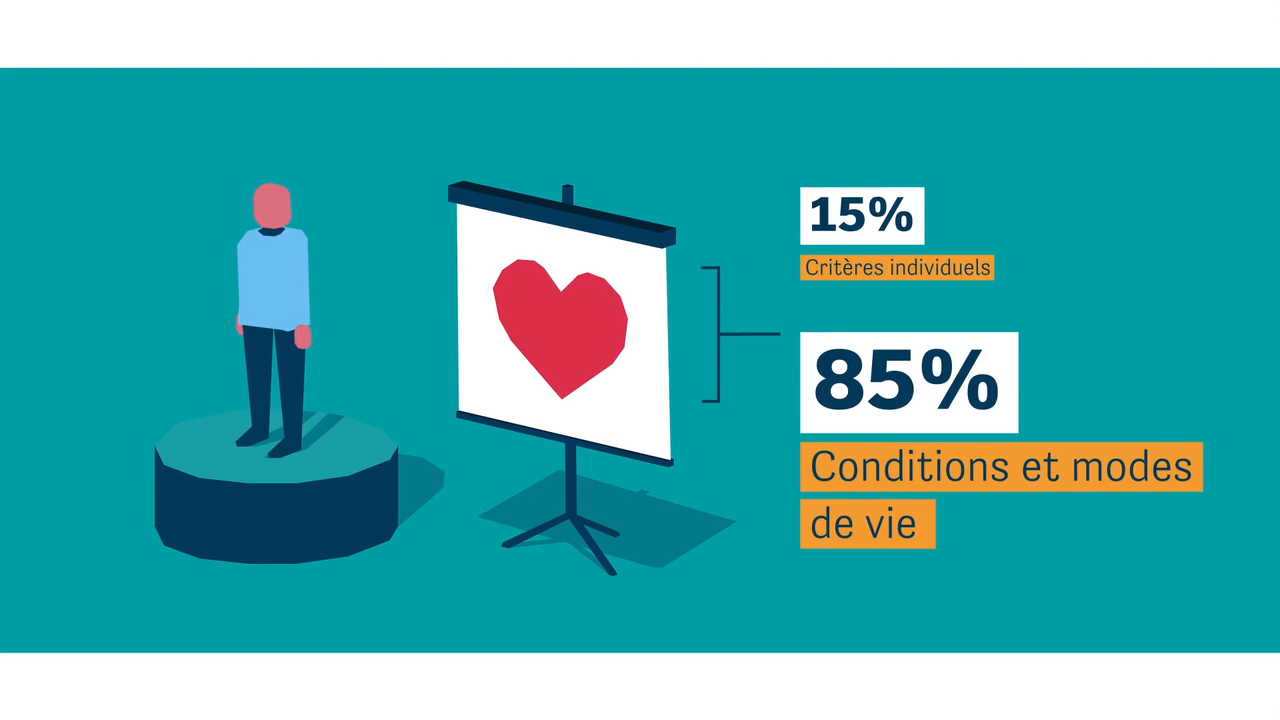 15%
Critères individuels
85%
Conditions et modes
de vie